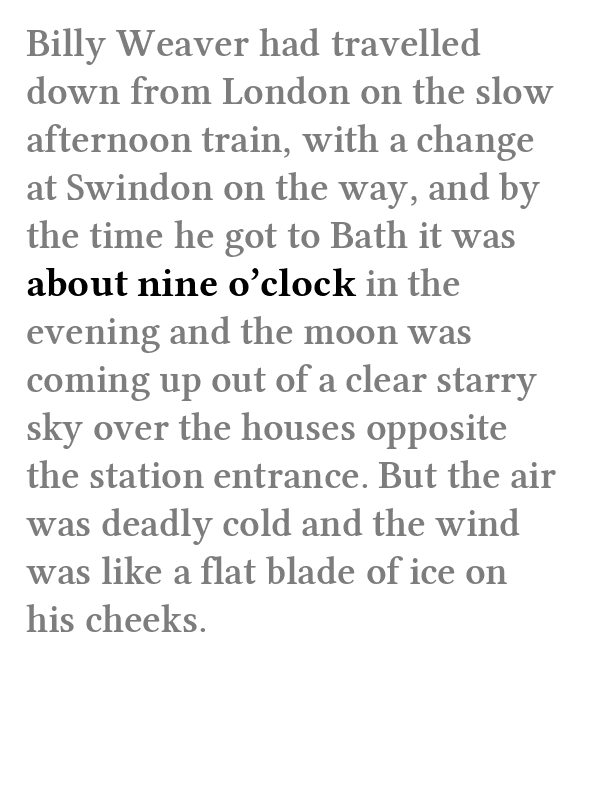 Billy Weaver had travelled
down from London on the slow
afternoon train, with a change
at Swindon on the way, and by
the time he got to Bath it was
about nine o’clock in the
evening and the moon was
coming up out of a clear starry
sky over the houses opposite
the station entrance. But the air
was deadly cold and the wind
was like a flat blade of ice on
his cheeks.